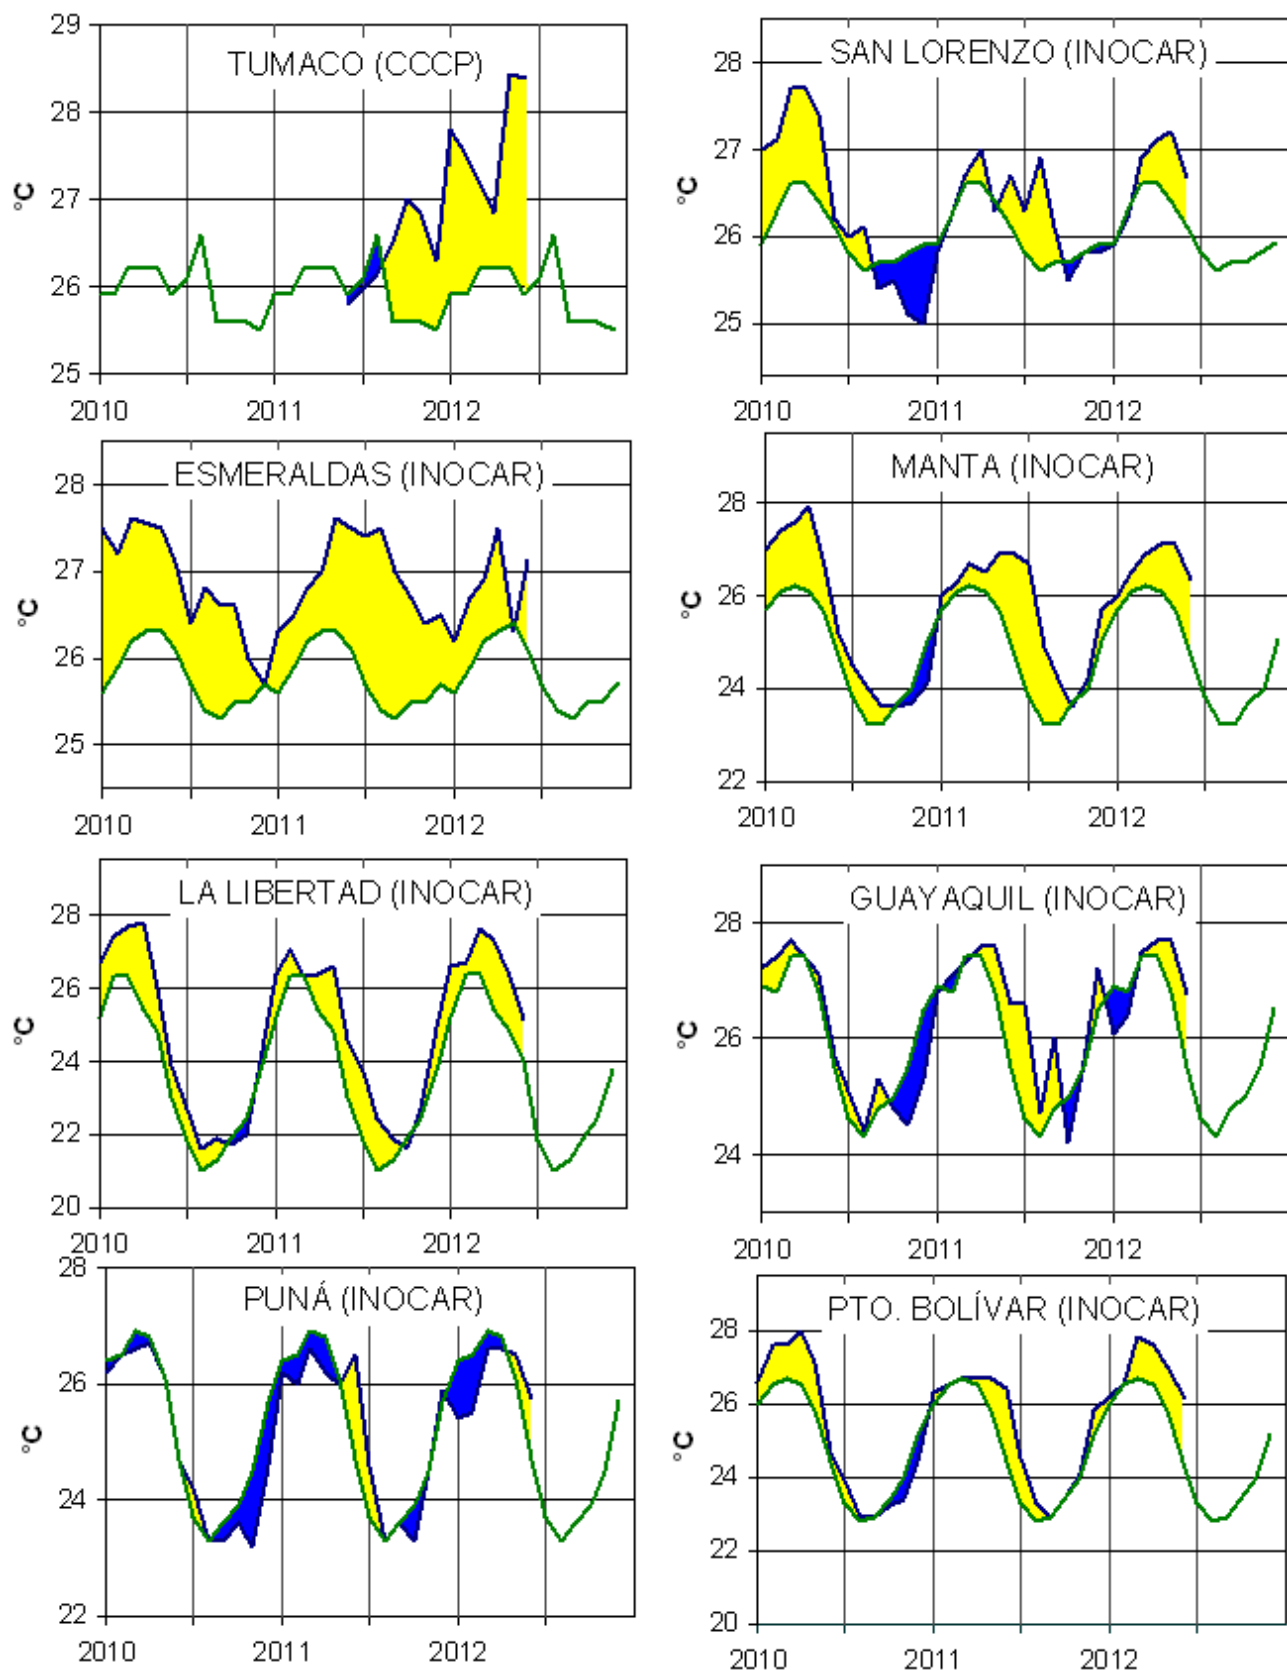 TUMACO (CCCP)
°C
29
28
27
26
25
2010 2011 2012
SAN LORENZO (INOCAR)
°C
28
27
26
25
2010 2011 2012
ESMERALDAS (INOCAR)
°C
28
27
26
25
2010 2011 2012
MANTA (INOCAR)
°C
28
26
24
22
2010 2011 2012
LA LIBERTAD (INOCAR)
°C
28
26
24
22
20
2010 2011 2012
GUAYAQUIL (INOCAR)
°C
28
26
24
2010 2011 2012
PUNÁ (INOCAR)
°C
28
26
24
22
2010 2011 2012
PTO. BOLÍVAR (INOCAR)
°C
28
26
24
22
20
2010 2011 2012